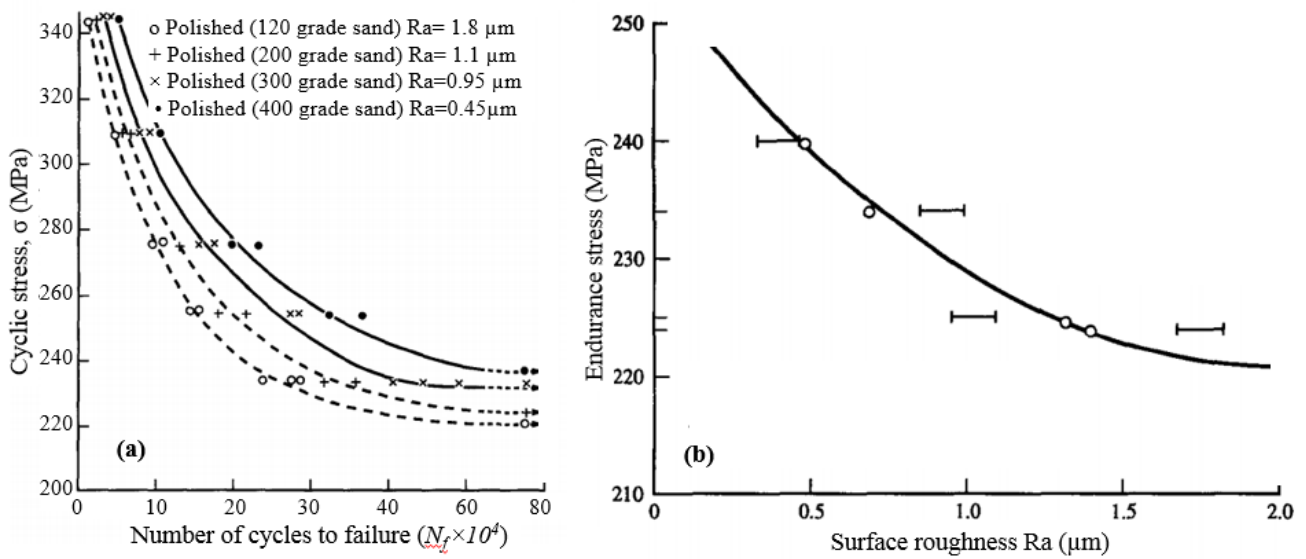 340
320
300
280
260
240
220
200
0
10
20
30
40
50
60
70
80
Cyclic stress, σ (MPa)
Number of cycles to failure (Nf×10⁴)
Polished (120 grade sand) Ra= 1.8 µm
Polished (200 grade sand) Ra= 1.1 µm
Polished (300 grade sand) Ra=0.95 µm
Polished (400 grade sand) Ra=0.45µm
(a)
250
240
230
220
210
0
0.5
1.0
1.5
2.0
Endurance stress (MPa)
Surface roughness Ra (µm)
(b)